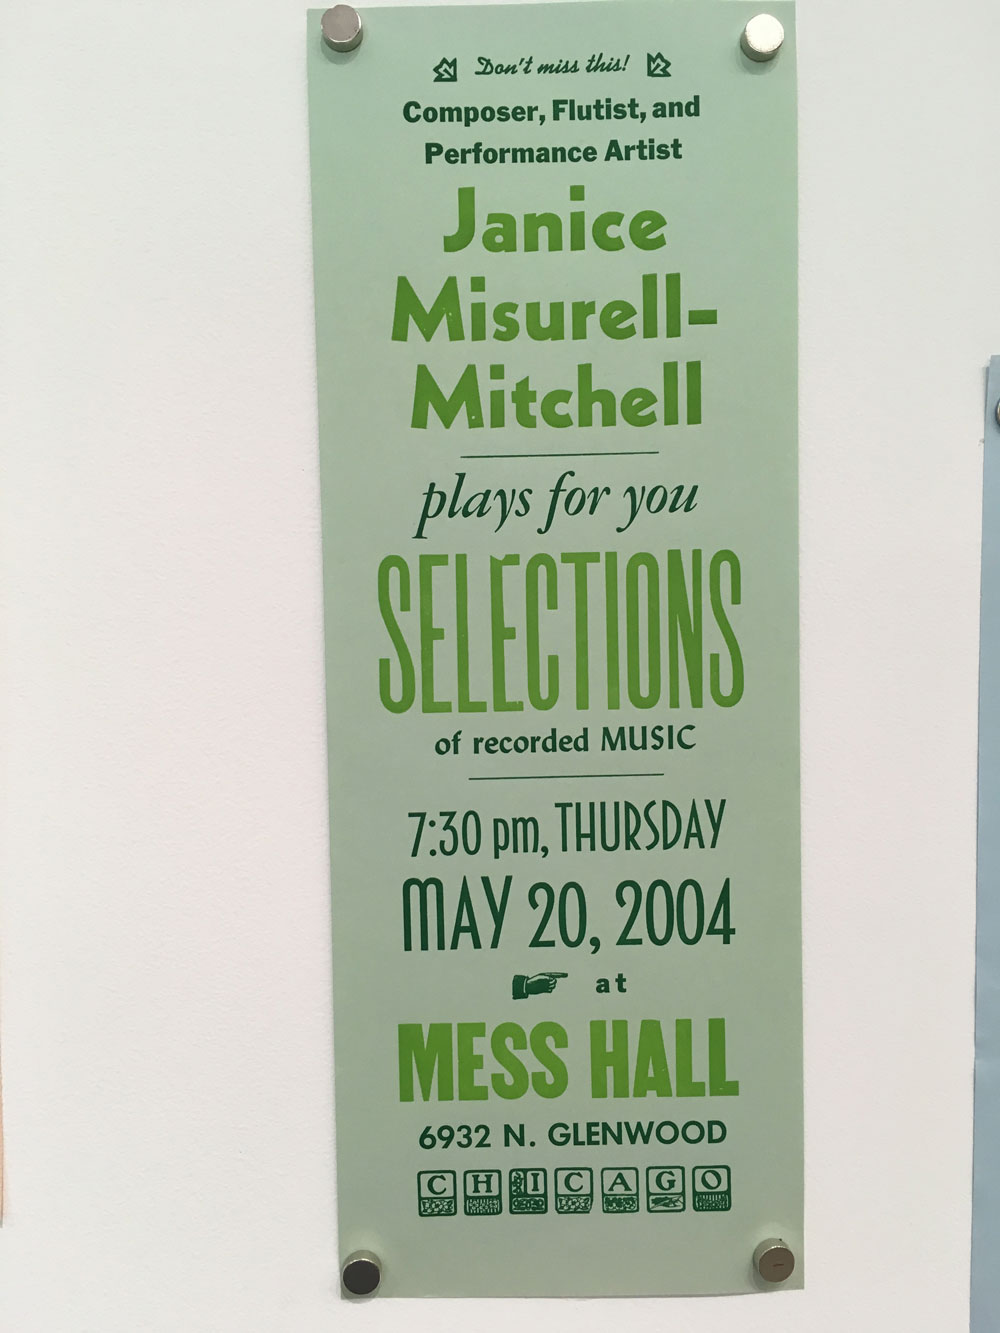 Don't miss this!
Composer, Flutist, and
Performance Artist
Janice
Misurell-
Mitchell
plays for you
SELECTIONS
of recorded MUSIC
7:30 pm, THURSDAY
MAY 20, 2004
at
MESS HALL
6932 N. GLENWOOD
CHICAGO